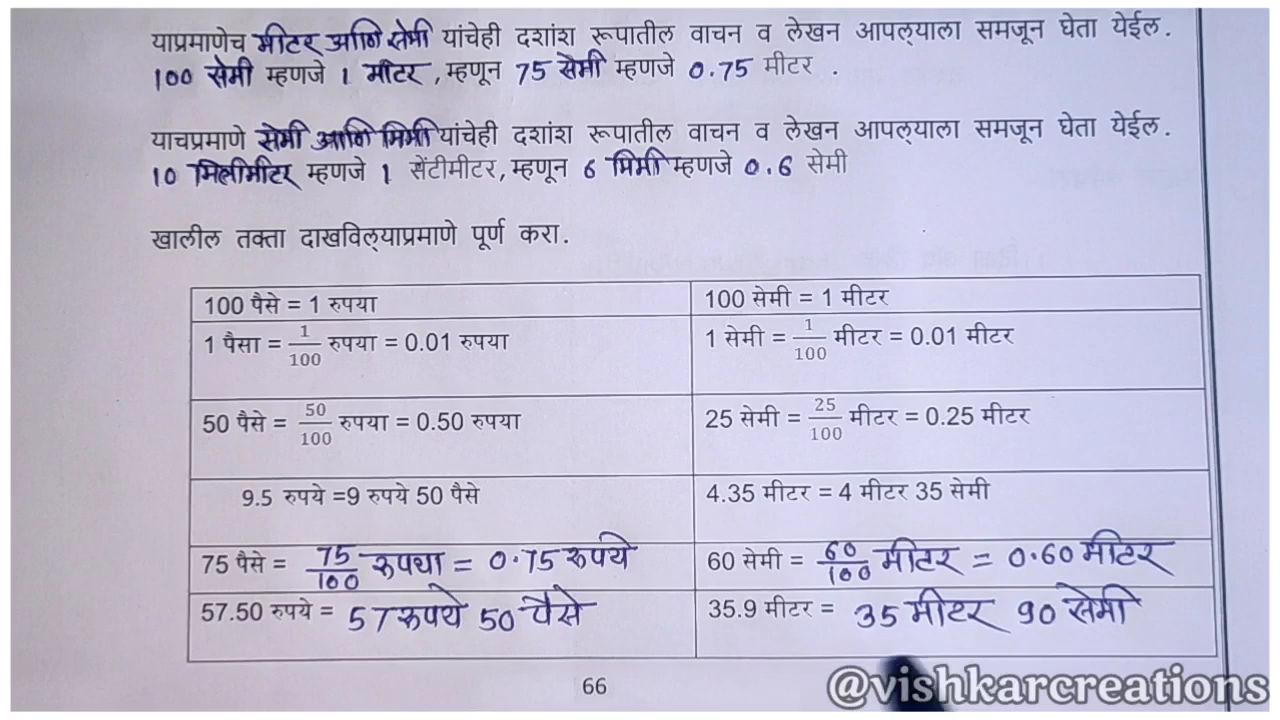 याप्रमाणेच मीटर आणि सेमी यांचेही दशांश रूपातील वाचन व लेखन आपल्याला समजून घेता येईल.
100 सेमी म्हणजे 1 मीटर, म्हणून 75 सेमी म्हणजे 0.75 मीटर .
याचप्रमाणे सेमी आणि मिमी यांचेही दशांश रूपातील वाचन व लेखन आपल्याला समजून घेता येईल.
10 मिलीमीटर म्हणजे 1 सेंटीमीटर, म्हणून 6 मिमी म्हणजे 0.6 सेमी
खालील तक्ता दाखविल्याप्रमाणे पूर्ण करा.
100 पैसे = 1 रुपया 100 सेमी = 1 मीटर
1 पैसा = 1/100 रुपया = 0.01 रुपया 1 सेमी = 1/100 मीटर = 0.01 मीटर
50 पैसे = 50/100 रुपया = 0.50 रुपया 25 सेमी = 25/100 मीटर = 0.25 मीटर
9.5 रुपये =9 रुपये 50 पैसे 4.35 मीटर = 4 मीटर 35 सेमी
75 पैसे = 75/100 रुपया = 0.75 रुपये 60 सेमी = 60/100 मीटर = 0.60 मीटर
57.50 रुपये = 57 रुपये 50 पैसे 35.9 मीटर = 35 मीटर 90 सेमी
66
@vishkarcreations